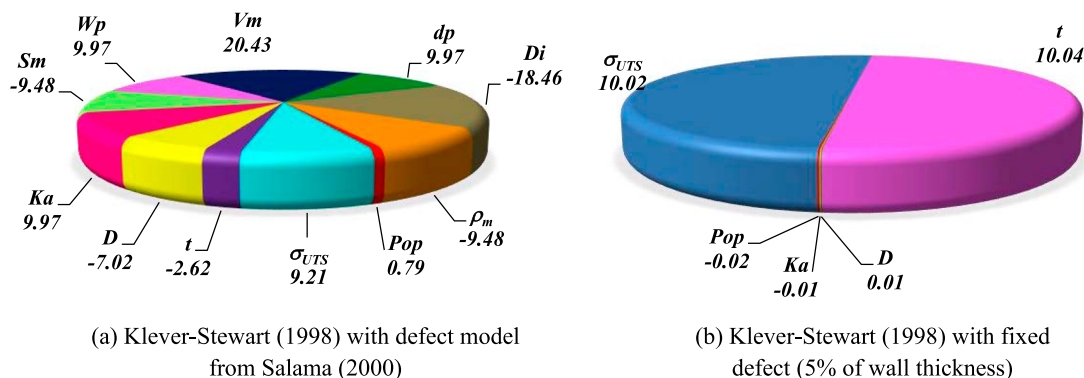 Vm
20.43
Wp
9.97
dp
9.97
Di
-18.46
Sm
-9.48
Ka
9.97
D
-7.02
t
-2.62
σUTS
9.21
Pop
0.79
ρm
-9.48
(a) Klever-Stewart (1998) with defect model
from Salama (2000)
t
10.04
σUTS
10.02
Pop
-0.02
Ka
-0.01
D
0.01
(b) Klever-Stewart (1998) with fixed
defect (5% of wall thickness)